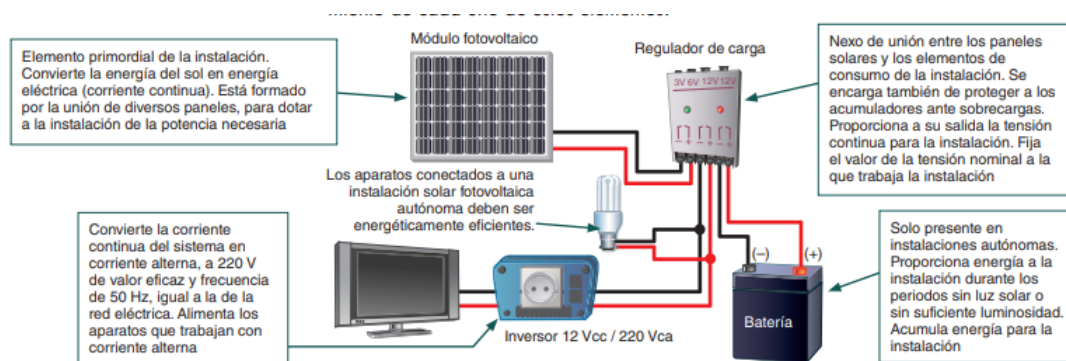 miento de cada uno de estos elementos.
Elemento primordial de la instalación.
Convierte la energía del sol en energía
eléctrica (corriente continua). Está formado
por la unión de diversos paneles, para dotar
a la instalación de la potencia necesaria
Módulo fotovoltaico
Regulador de carga
3V 6V 12V 12V
Nexo de unión entre los paneles
solares y los elementos de
consumo de la instalación. Se
encarga también de proteger a los
acumuladores ante sobrecargas.
Proporciona a su salida la tensión
continua para la instalación. Fija
el valor de la tensión nominal a la
que trabaja la instalación
Los aparatos conectados a una
instalación solar fotovoltaica
autónoma deben ser
energéticamente eficientes.
Convierte la corriente
continua del sistema en
corriente alterna, a 220 V
de valor eficaz y frecuencia
de 50 Hz, igual a la de la
red eléctrica. Alimenta los
aparatos que trabajan con
corriente alterna
Inversor 12 Vcc / 220 Vca
(–)
(+)
Batería
Solo presente en
instalaciones autónomas.
Proporciona energía a la
instalación durante los
periodos sin luz solar o
sin suficiente luminosidad.
Acumula energía para la
instalación